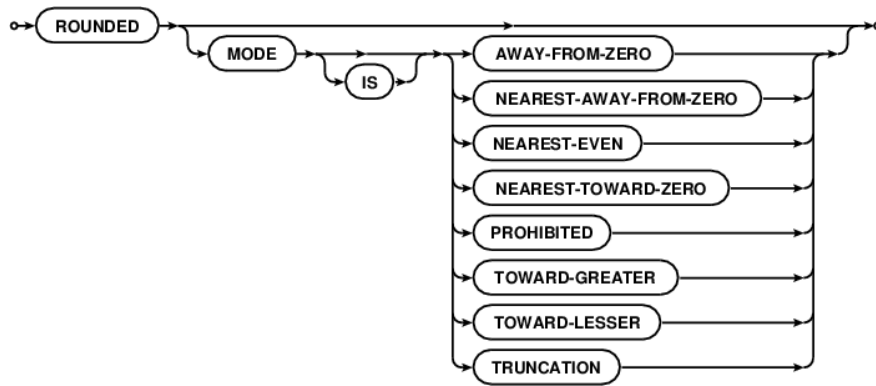 ROUNDED
MODE
IS
AWAY-FROM-ZERO
NEAREST-AWAY-FROM-ZERO
NEAREST-EVEN
NEAREST-TOWARD-ZERO
PROHIBITED
TOWARD-GREATER
TOWARD-LESSER
TRUNCATION